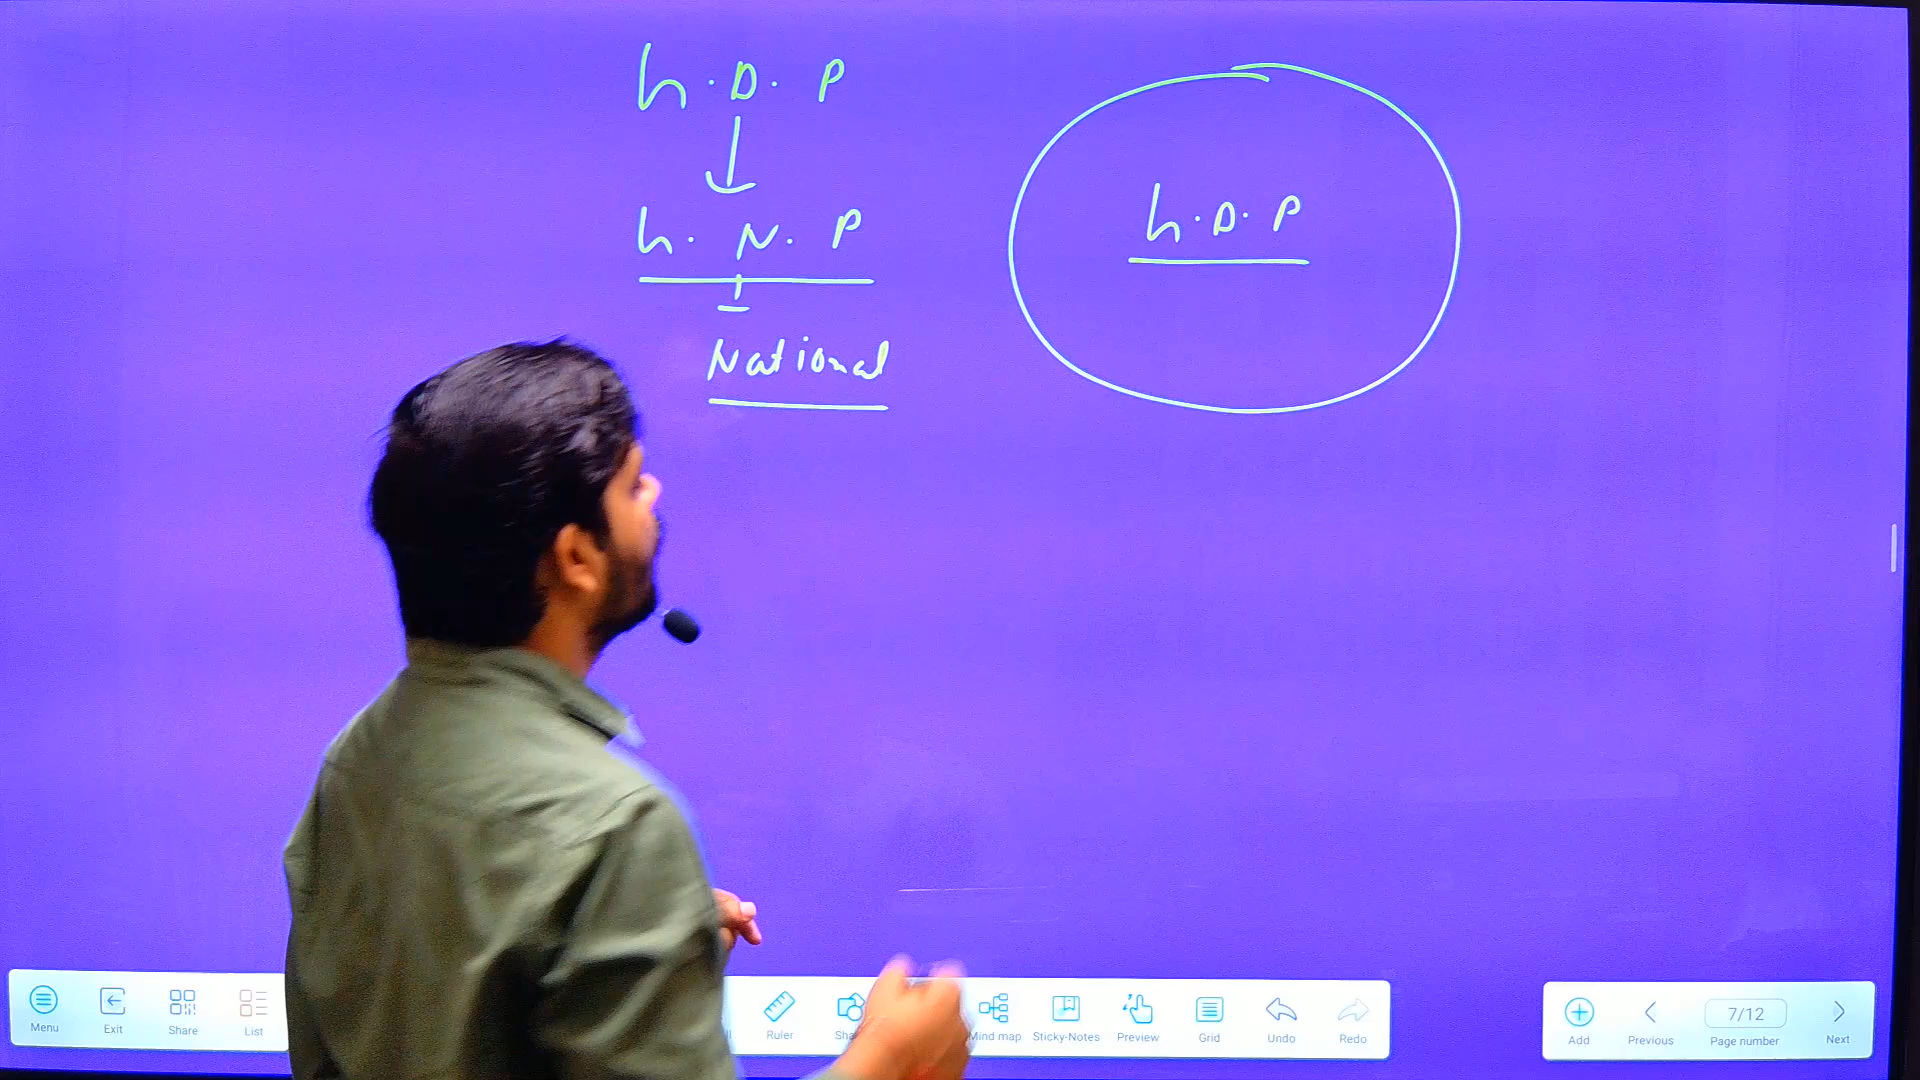 h.D.P
h.N.P
National
h.D.P
Menu
Exit
Share
List
Ruler
Mind map
Sticky-Notes
Preview
Grid
Undo
Redo
Add
Previous
7/12
Page number
Next